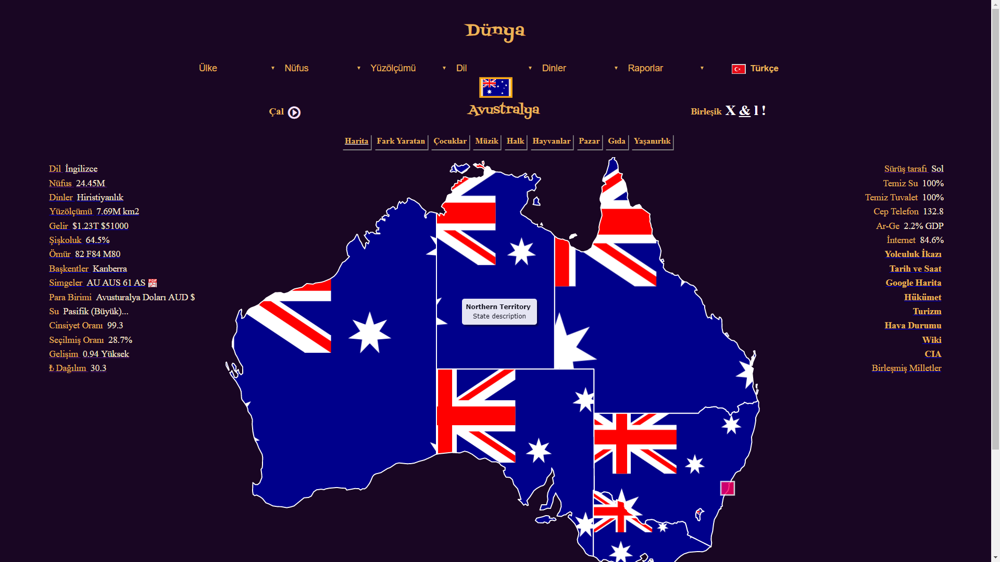 Dünya
Ülke ▼ Nüfus ▼ Yüzölçümü ▼ Dil ▼ Dinler ▼ Raporlar ▼ Türkçe
Çal Avustralya Birleşik X & l !
Harita Fark Yaratan Çocuklar Müzik Halk Hayvanlar Pazar Gıda Yaşanırlık
Dil İngilizce
Nüfus 24.45M
Dinler Hiristiyanlık
Yüzölçümü 7.69M km2
Gelir $1.23T $51000
Şişkoluk 64.5%
Ömür 82 F84 M80
Başkentler Kanberra
Simgeler AU AUS 61 AS PDF
Para Birimi Avusturalya Doları AUD $
Su Pasifik (Büyük)...
Cinsiyet Oranı 99.3
Seçilmiş Oranı 28.7%
Gelişim 0.94 Yüksek
₺ Dağılım 30.3
Northern Territory
State description
Sürüş tarafı Sol
Temiz Su 100%
Temiz Tuvalet 100%
Cep Telefon 132.8
Ar-Ge 2.2% GDP
İnternet 84.6%
Yolculuk İkazı
Tarih ve Saat
Google Harita
Hükümet
Turizm
Hava Durumu
Wiki
CIA
Birleşmiş Milletler